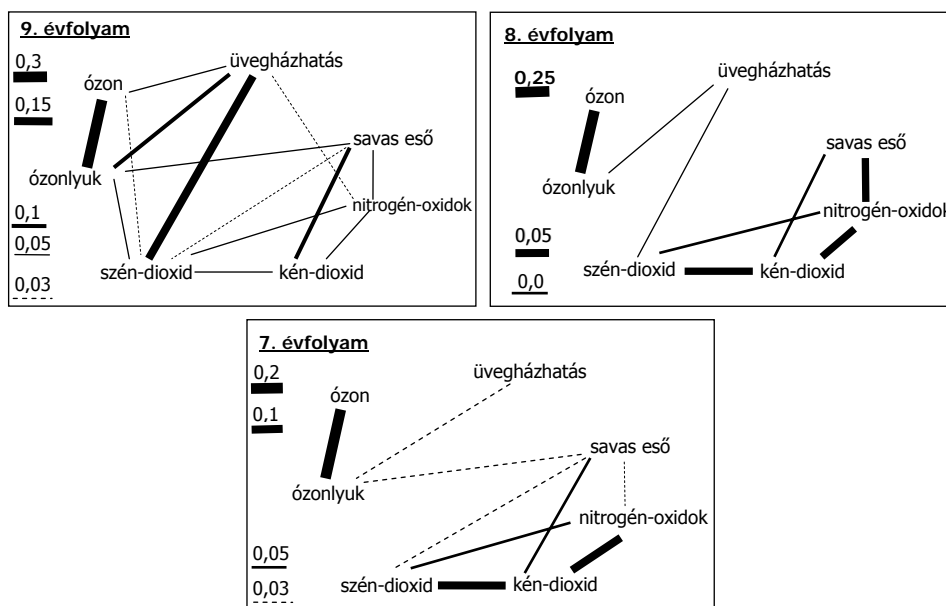 9. évfolyam
0,3
üvegházhatás
ózon
0,15
savas eső
ózonlyuk
nitrogén-oxidok
0,1
0,05
szén-dioxid
kén-dioxid
0,03
8. évfolyam
0,25
üvegházhatás
ózon
savas eső
ózonlyuk
nitrogén-oxidok
0,05
szén-dioxid
kén-dioxid
0,0
7. évfolyam
0,2
üvegházhatás
ózon
0,1
savas eső
ózonlyuk
nitrogén-oxidok
0,05
szén-dioxid
kén-dioxid
0,03